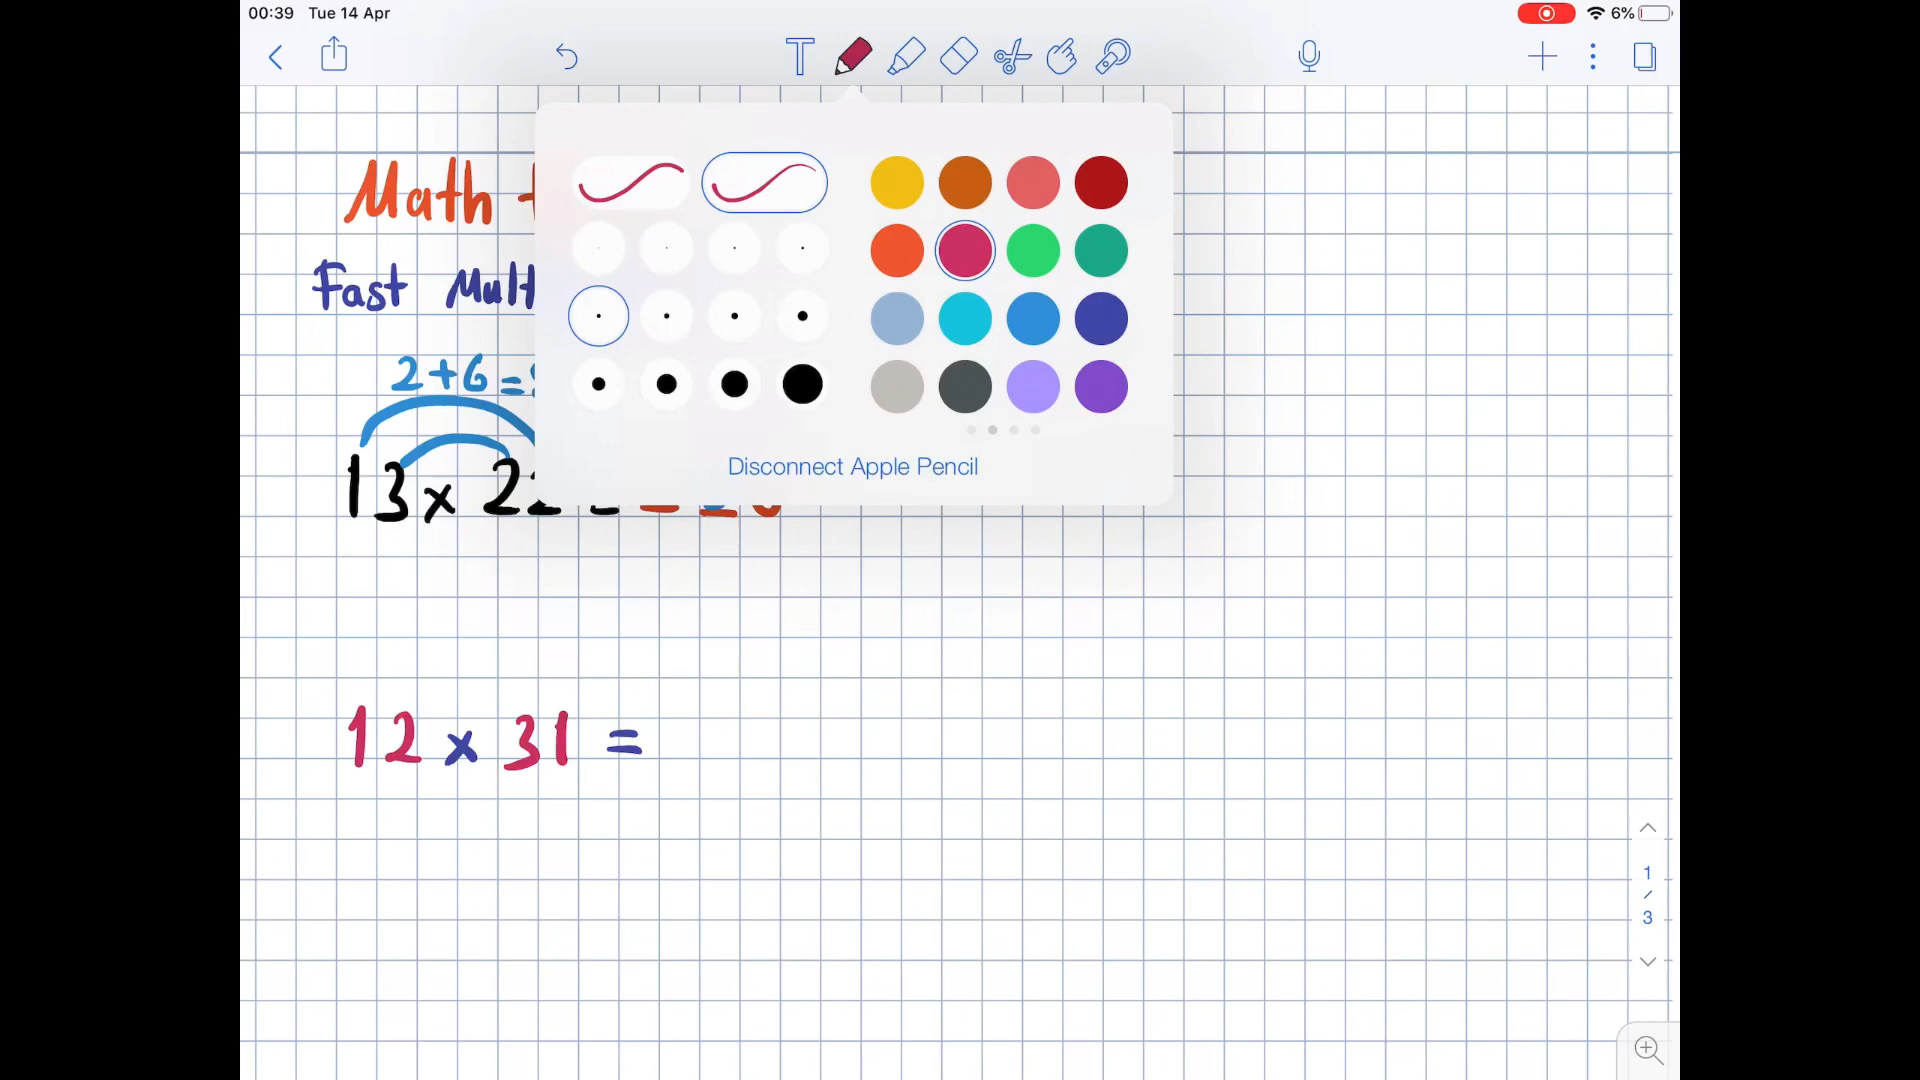 00:39 Tue 14 Apr 6%
T
Math
Fast Mult
2+6=
13 x 22
Disconnect Apple Pencil
12 x 31 =
1
/
3